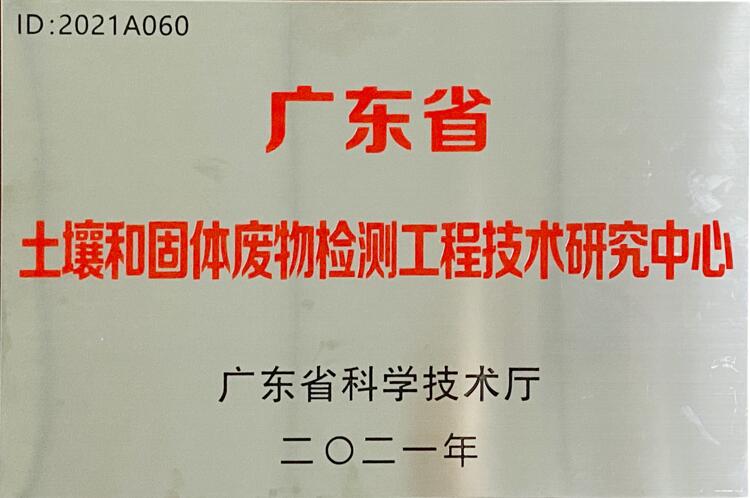 ID:2021A060
广东省
土壤和固体废物检测工程技术研究中心
广东省科学技术厅
二〇二一年